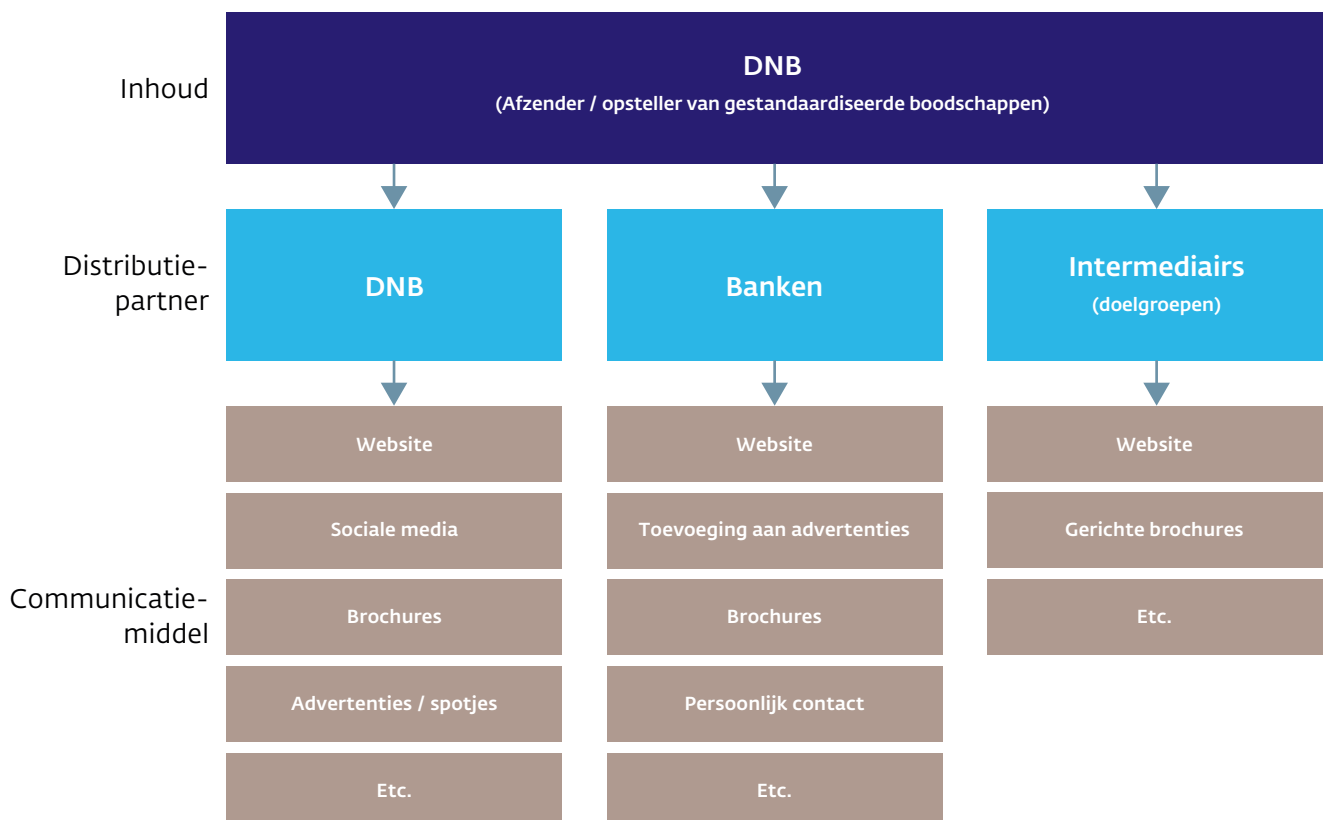 Inhoud
DNB
(Afzender / opsteller van gestandaardiseerde boodschappen)
Distributie-
partner
DNB
Banken
Intermediairs
(doelgroepen)
Communicatie-
middel
Website
Sociale media
Brochures
Advertenties / spotjes
Etc.
Website
Toevoeging aan advertenties
Brochures
Persoonlijk contact
Etc.
Website
Gerichte brochures
Etc.